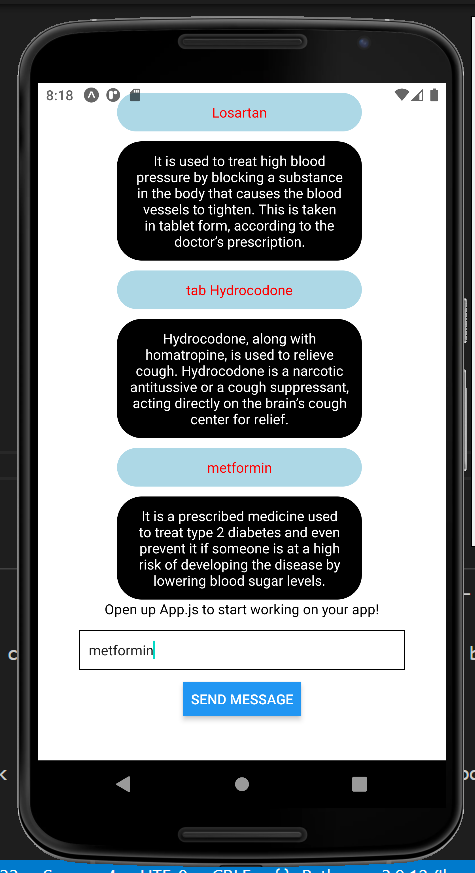 8:18
Losartan
It is used to treat high blood
pressure by blocking a substance
in the body that causes the blood
vessels to tighten. This is taken
in tablet form, according to the
doctor's prescription.
tab Hydrocodone
Hydrocodone, along with
homatropine, is used to relieve
cough. Hydrocodone is a narcotic
antitussive or a cough suppressant,
acting directly on the brain's cough
center for relief.
metformin
It is a prescribed medicine used
to treat type 2 diabetes and even
prevent it if someone is at a high
risk of developing the disease by
lowering blood sugar levels.
Open up App.js to start working on your app!
metformin
SEND MESSAGE